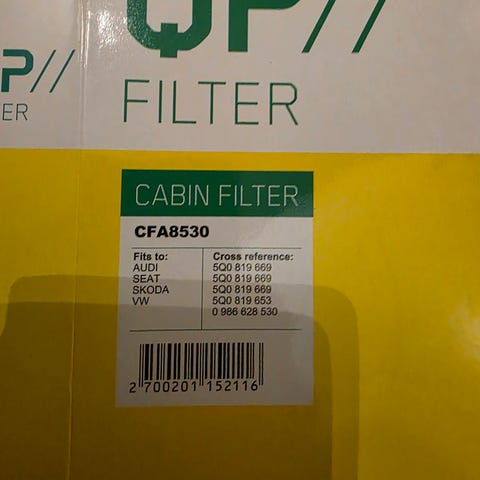 QP//
P//
FILTER
ER
CABIN FILTER
CFA8530
Fits to: Cross reference:
AUDI 5Q0 819 669
SEAT 5Q0 819 669
SKODA 5Q0 819 669
VW 5Q0 819 653
0 986 628 530
2 700201 152116